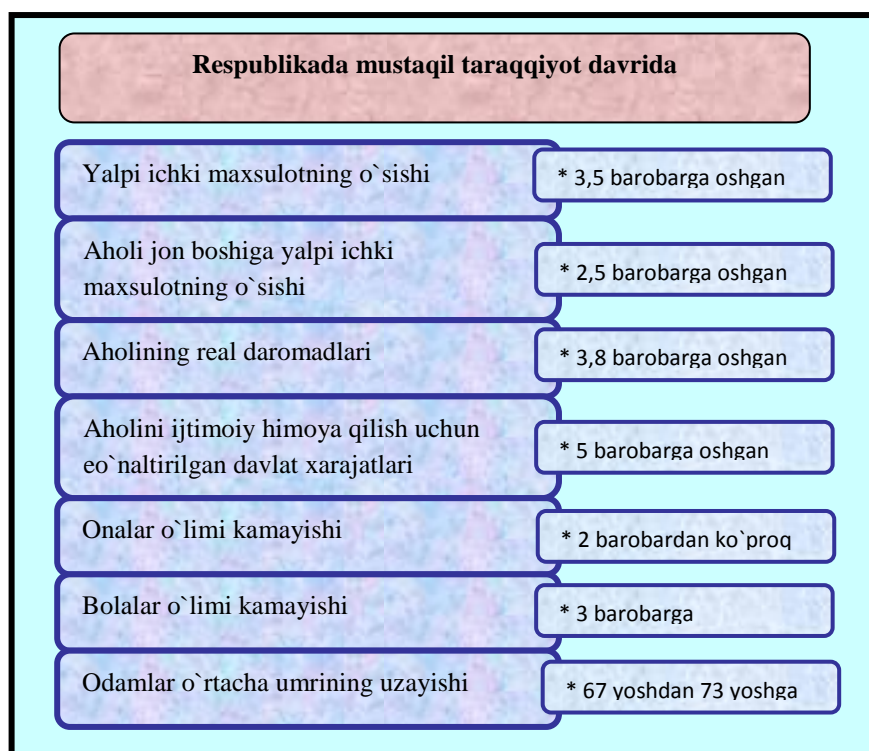 Respublikada mustaqil taraqqiyot davrida
Yalpi ichki maxsulotning o`sishi
* 3,5 barobarga oshgan
Aholi jon boshiga yalpi ichki
maxsulotning o`sishi
* 2,5 barobarga oshgan
Aholining real daromadlari
* 3,8 barobarga oshgan
Aholini ijtimoiy himoya qilish uchun
eo`naltirilgan davlat xarajatlari
* 5 barobarga oshgan
Onalar o`limi kamayishi
* 2 barobardan ko`proq
Bolalar o`limi kamayishi
* 3 barobarga
Odamlar o`rtacha umrining uzayishi
* 67 yoshdan 73 yoshga